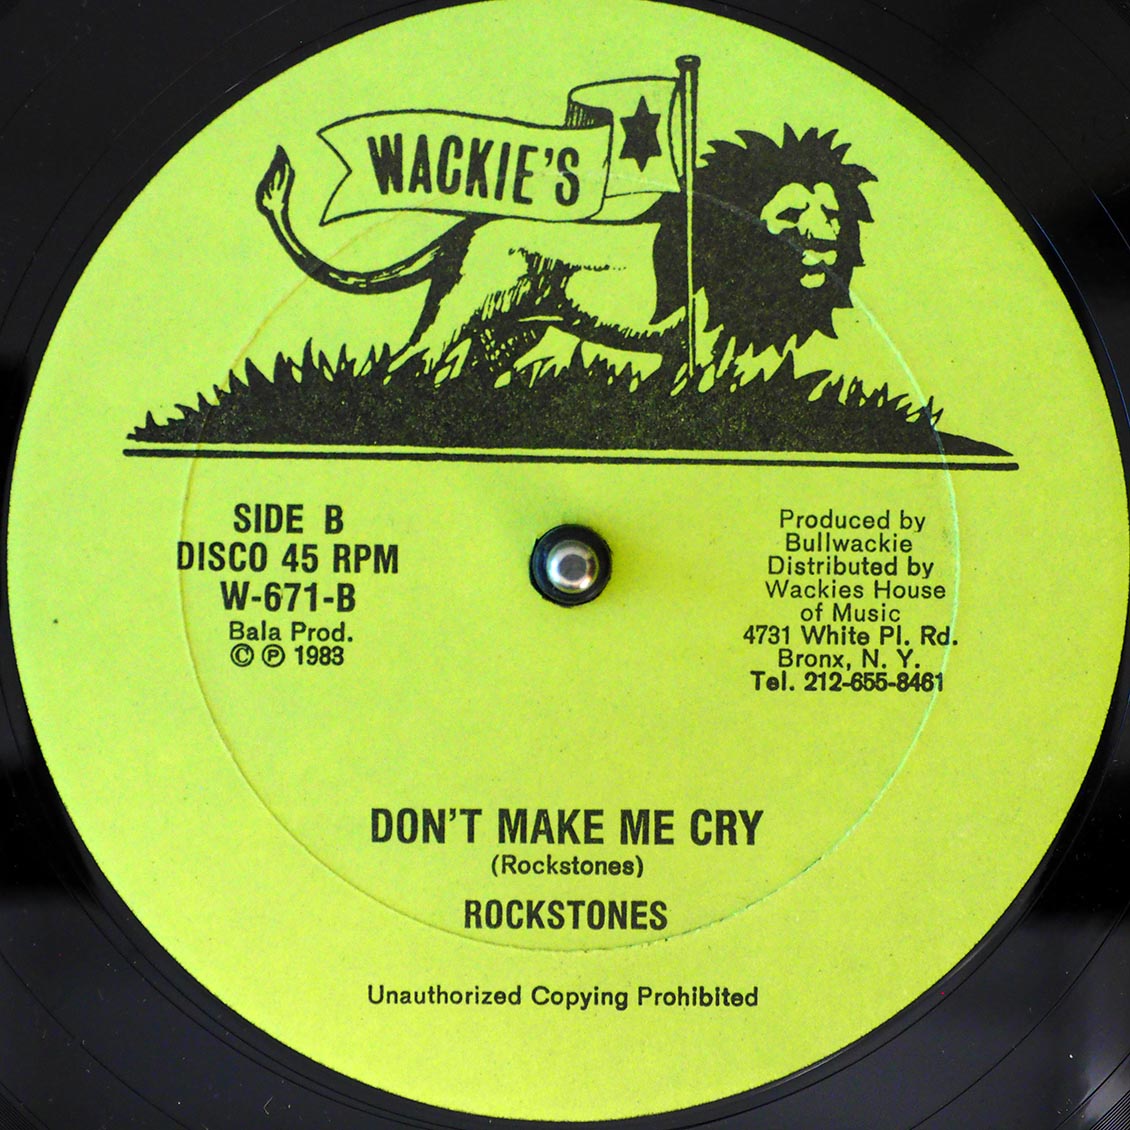 WACKIE'S
SIDE B
DISCO 45 RPM
W-671-B
Bala Prod.
© ℗ 1983
Produced by
Bullwackie
Distributed by
Wackies House
of Music
4731 White Pl. Rd.
Bronx, N. Y.
Tel. 212-655-8461
DON'T MAKE ME CRY
(Rockstones)
ROCKSTONES
Unauthorized Copying Prohibited